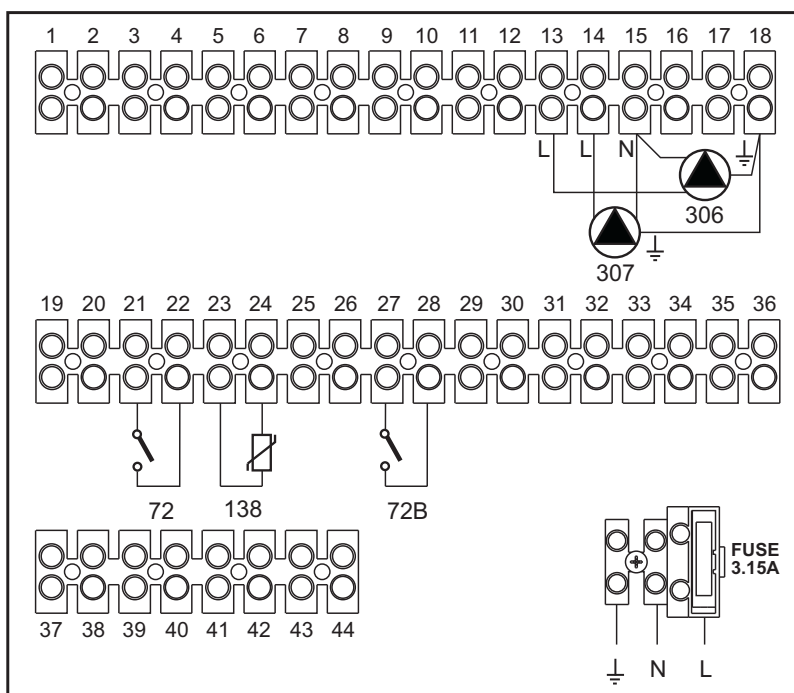 1 2 3 4 5 6 7 8 9 10 11 12 13 14 15 16 17 18
L L N
306
307
19 20 21 22 23 24 25 26 27 28 29 30 31 32 33 34 35 36
72 138 72B
FUSE
3.15A
37 38 39 40 41 42 43 44
N L